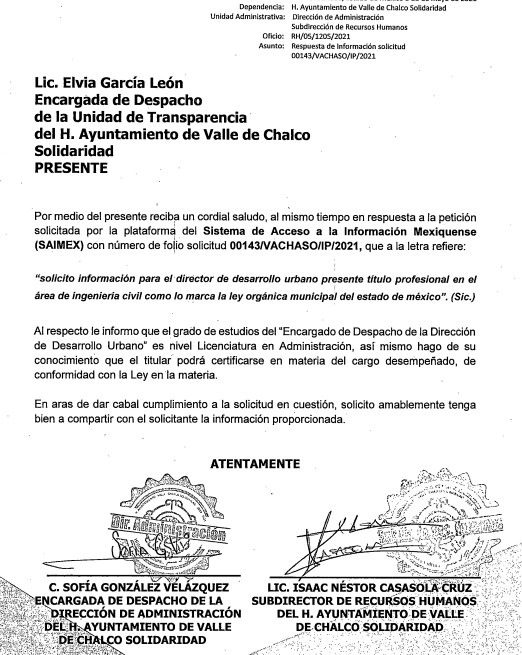 Dependencia: H. Ayuntamiento de Valle de Chalco Solidaridad
Unidad Administrativa: Dirección de Administración
Subdirección de Recursos Humanos
Oficio: RH/05/1205/2021
Asunto: Respuesta de Información solicitud
00143/VACHASO/IP/2021
Lic. Elvia García León
Encargada de Despacho
de la Unidad de Transparencia
del H. Ayuntamiento de Valle de Chalco
Solidaridad
PRESENTE
Por medio del presente reciba un cordial saludo, al mismo tiempo en respuesta a la petición
solicitada por la plataforma del Sistema de Acceso a la Información Mexiquense
(SAIMEX) con número de folio solicitud 00143/VACHASO/IP/2021, que a la letra refiere:
“solicito información para el director de desarrollo urbano presente título profesional en el
área de ingeniería civil como lo marca la ley orgánica municipal del estado de méxico”. (Sic.)
Al respecto le informo que el grado de estudios del “Encargado de Despacho de la Dirección
de Desarrollo Urbano” es nivel Licenciatura en Administración, así mismo hago de su
conocimiento que el titular podrá certificarse en materia del cargo desempeñado, de
conformidad con la Ley en la materia.
En aras de dar cabal cumplimiento a la solicitud en cuestión, solicito amablemente tenga
bien a compartir con el solicitante la información proporcionada.
ATENTAMENTE
Dir. Administración
C. SOFÍA GONZÁLEZ VELÁZQUEZ
ENCARGADA DE DESPACHO DE LA
DIRECCIÓN DE ADMINISTRACIÓN
DEL H. AYUNTAMIENTO DE VALLE
DE CHALCO SOLIDARIDAD
LIC. ISAAC NÉSTOR CASASOLA CRUZ
SUBDIRECTOR DE RECURSOS HUMANOS
DEL H. AYUNTAMIENTO DE VALLE
DE CHALCO SOLIDARIDAD